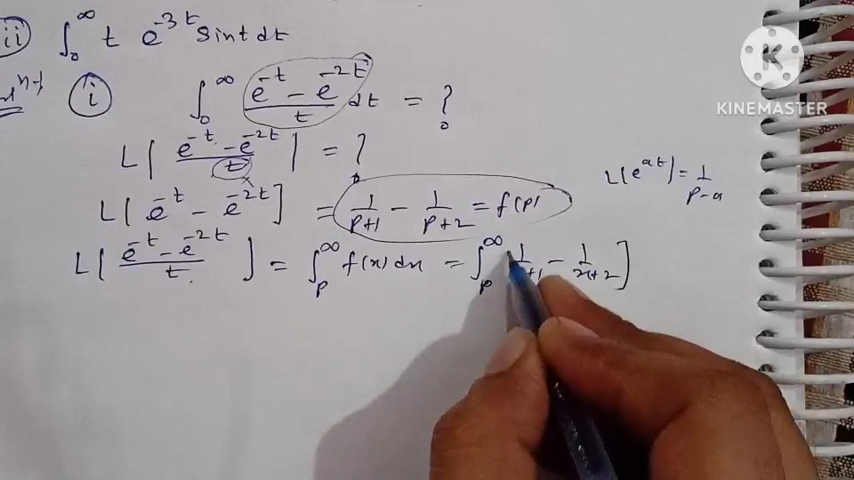 ii) ∫₀^∞ t e^{-3t} sint dt
i) ∫₀^∞ (e^{-t} - e^{-2t})/t dt = ?
L[(e^{-t} - e^{-2t})/t] = ?
L[e^{-t} - e^{-2t}] = 1/(p+1) - 1/(p+2) = f(p)
L[e^{at}] = 1/(p-a)
L[(e^{-t} - e^{-2t})/t] = ∫_p^∞ f(x) dx = ∫_p^∞ 1/+1 - 1/(x+2)]
KINEMASTER